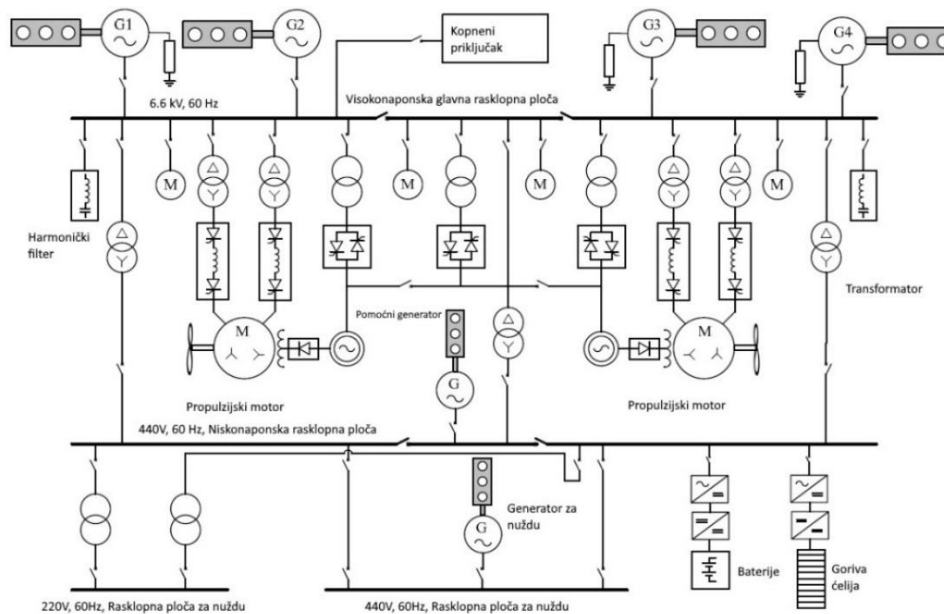 G1
G2
Kopneni
priključak
G3
G4
6.6 kV, 60 Hz
Visokonaponska glavna rasklopna ploča
M
M
M
M
Δ
Y
Δ
Y
Δ
Y
Δ
Y
Harmonički
filter
Δ
Y
Δ
Y
Transformator
Pomoćni generator
Δ
Y
M
M
G
Propulzijski motor
Propulzijski motor
440V, 60 Hz, Niskonaponska rasklopna ploča
Generator za
nuždu
G
Baterije
Goriva
ćelija
220V, 60Hz, Rasklopna ploča za nuždu
440V, 60Hz, Rasklopna ploča za nuždu